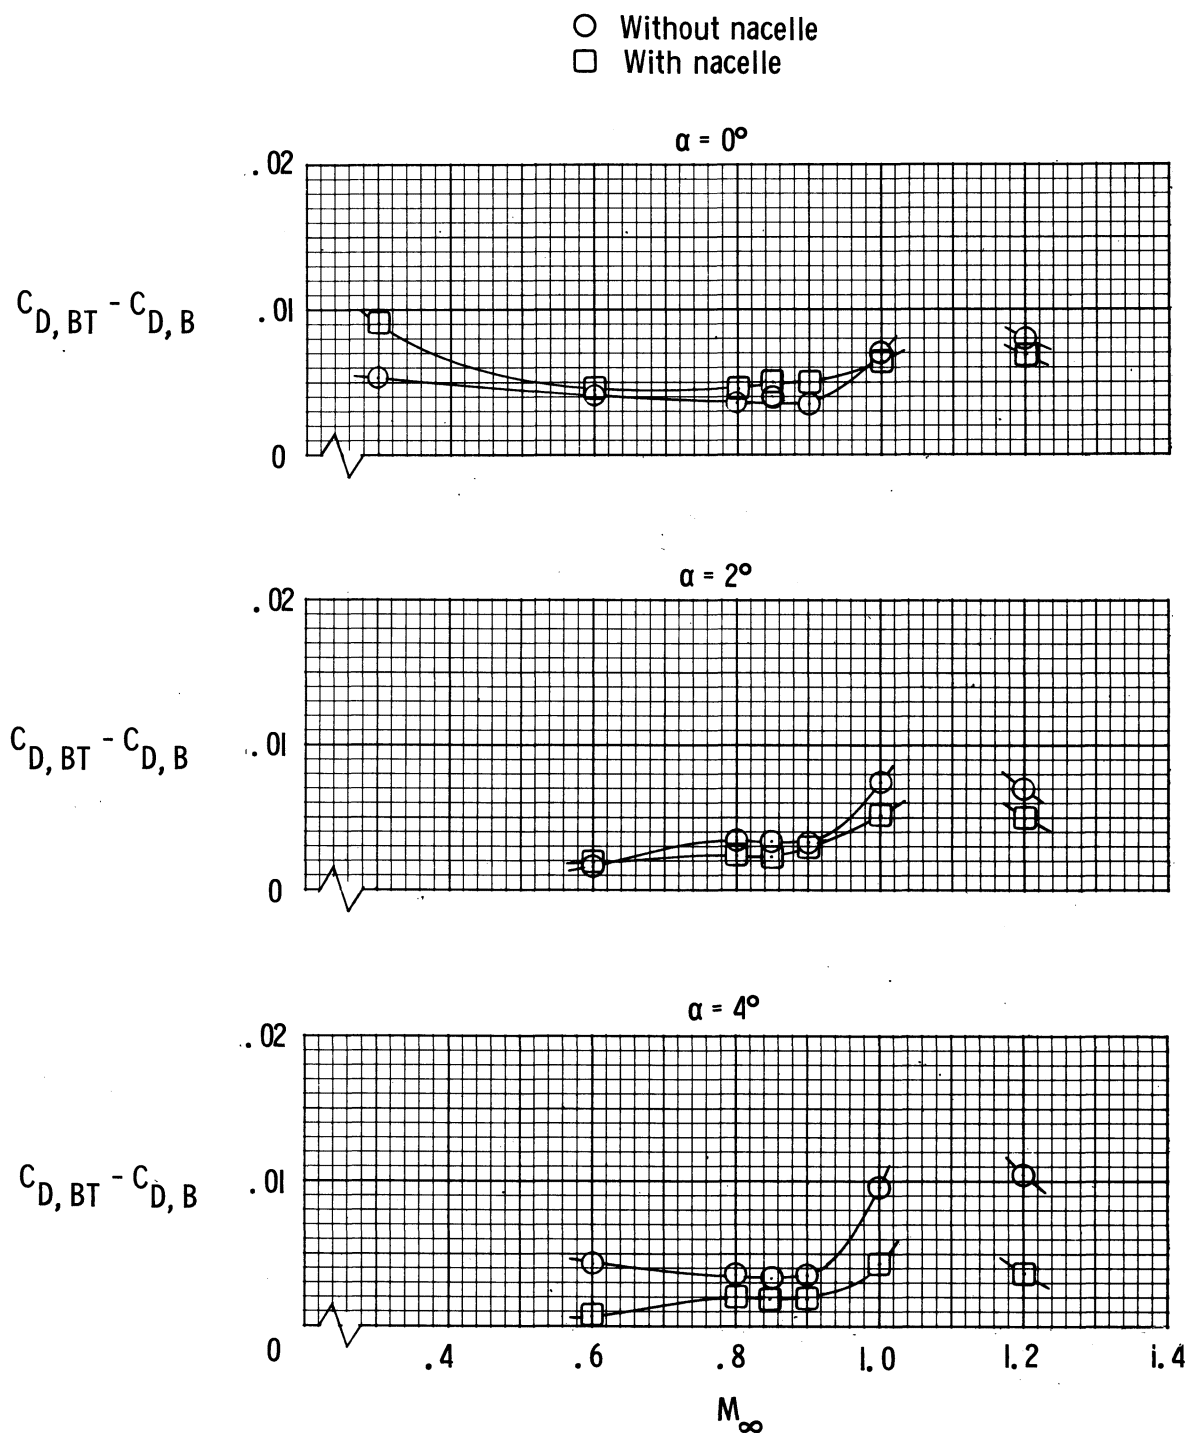 Without nacelle
With nacelle
α = 0°
.02
C_D, BT - C_D, B
.01
0
α = 2°
.02
C_D, BT - C_D, B
.01
0
α = 4°
.02
C_D, BT - C_D, B
.01
0
.4 .6 .8 1.0 1.2 1.4
M_∞